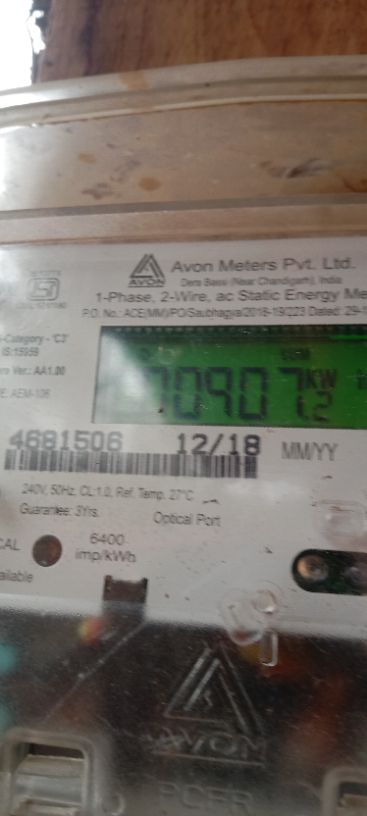 AVON
Avon Meters Pvt. Ltd.
Dera Bassi (Near Chandigarh), India
1-Phase, 2-Wire, ac Static Energy Me
P.O. No.: ACE(MM)/PO/Saubhagya/2018-19/223 Dated: 29-1
-Category - 'C3'
IS:15959
Ver.: AA1.00
E: AEM-106
SUM
0907.2 KW
4681506 12/18 MM/YY
240V, 50Hz, CL:1.0, Ref. Temp. 27°C
Guarantee: 3Yrs.
Optical Port
CAL 6400
imp/kWh
ailable
AVON